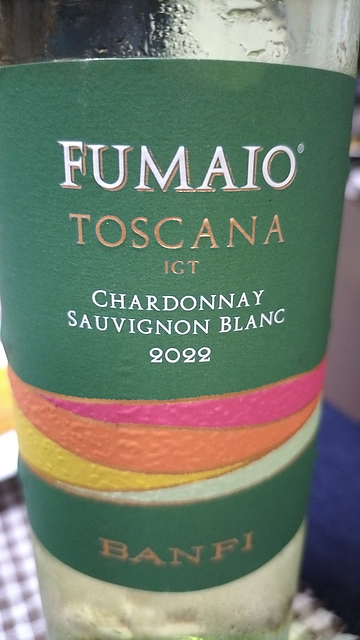 FUMAIO®
TOSCANA
IGT
CHARDONNAY
SAUVIGNON BLANC
2022
BANFI